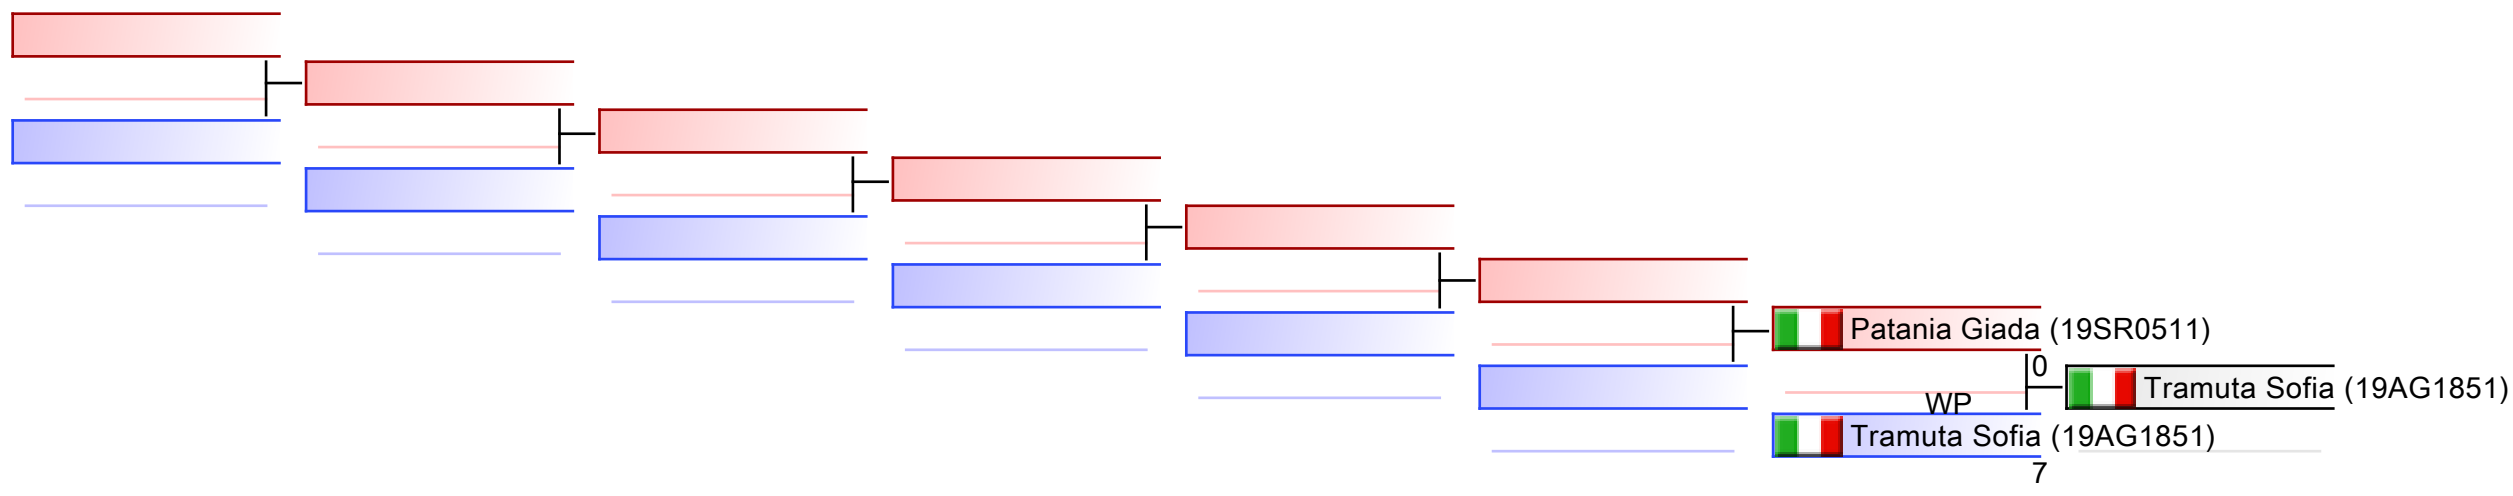 Patania Giada (19SR0511)
0
Tramuta Sofia (19AG1851)
WP
Tramuta Sofia (19AG1851)
7